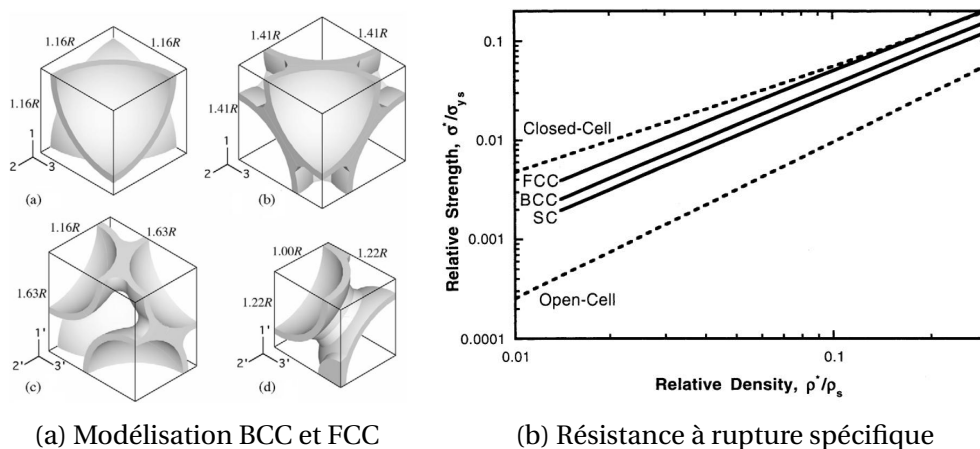 1.16R 1.16R
1.16R
1
2 3
(a)
1.41R 1.41R
1.41R
1
2 3
(b)
1.16R 1.63R
1.63R
1'
2' 3'
(c)
1.00R 1.22R
1.22R
1'
2' 3'
(d)
(a) Modélisation BCC et FCC
Relative Strength, σ*/σys
0.1
0.01
0.001
0.0001
Closed-Cell
FCC
BCC
SC
Open-Cell
0.01 0.1
Relative Density, ρ*/ρs
(b) Résistance à rupture spécifique